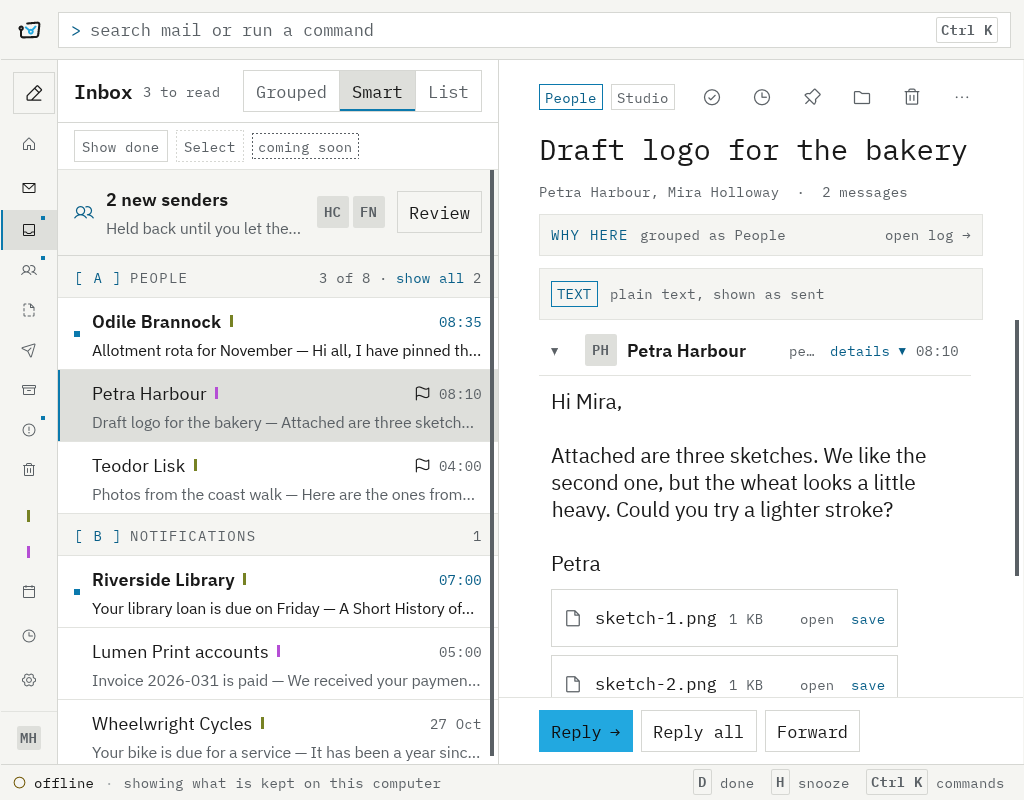 > search mail or run a command Ctrl K
Inbox 3 to read Grouped Smart List
Show done Select coming soon
2 new senders
Held back until you let the... HC FN Review
[ A ] PEOPLE 3 of 8 · show all 2
Odile Brannock 08:35
Allotment rota for November — Hi all, I have pinned th...
Petra Harbour 08:10
Draft logo for the bakery — Attached are three sketch...
Teodor Lisk 04:00
Photos from the coast walk — Here are the ones from...
[ B ] NOTIFICATIONS 1
Riverside Library 07:00
Your library loan is due on Friday — A Short History of...
Lumen Print accounts 05:00
Invoice 2026-031 is paid — We received your paymen...
Wheelwright Cycles 27 Oct
Your bike is due for a service — It has been a year sinc...
MH
People Studio ...
Draft logo for the bakery
Petra Harbour, Mira Holloway · 2 messages
WHY HERE grouped as People open log →
TEXT plain text, shown as sent
▼ PH Petra Harbour pe… details ▼ 08:10
Hi Mira,
Attached are three sketches. We like the
second one, but the wheat looks a little
heavy. Could you try a lighter stroke?
Petra
sketch-1.png 1 KB open save
sketch-2.png 1 KB open save
Reply → Reply all Forward
offline · showing what is kept on this computer D done H snooze Ctrl K commands